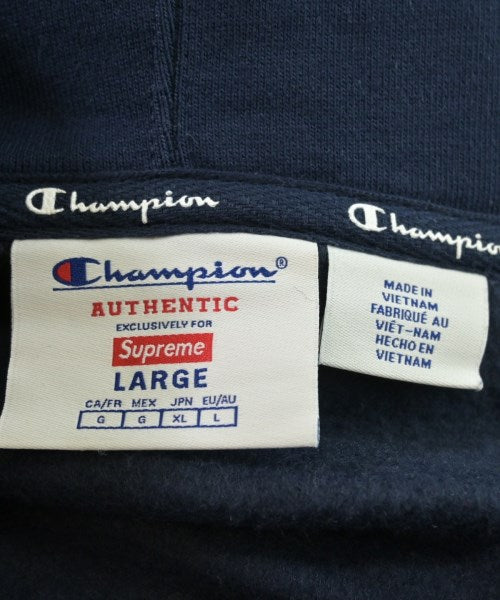 Champion
Champion
Champion®
AUTHENTIC
EXCLUSIVELY FOR
Supreme
LARGE
CA/FR MEX JPN EU/AU
G G XL L
MADE IN
VIETNAM
FABRIQUÉ AU
VIÊT-NAM
HECHO EN
VIETNAM